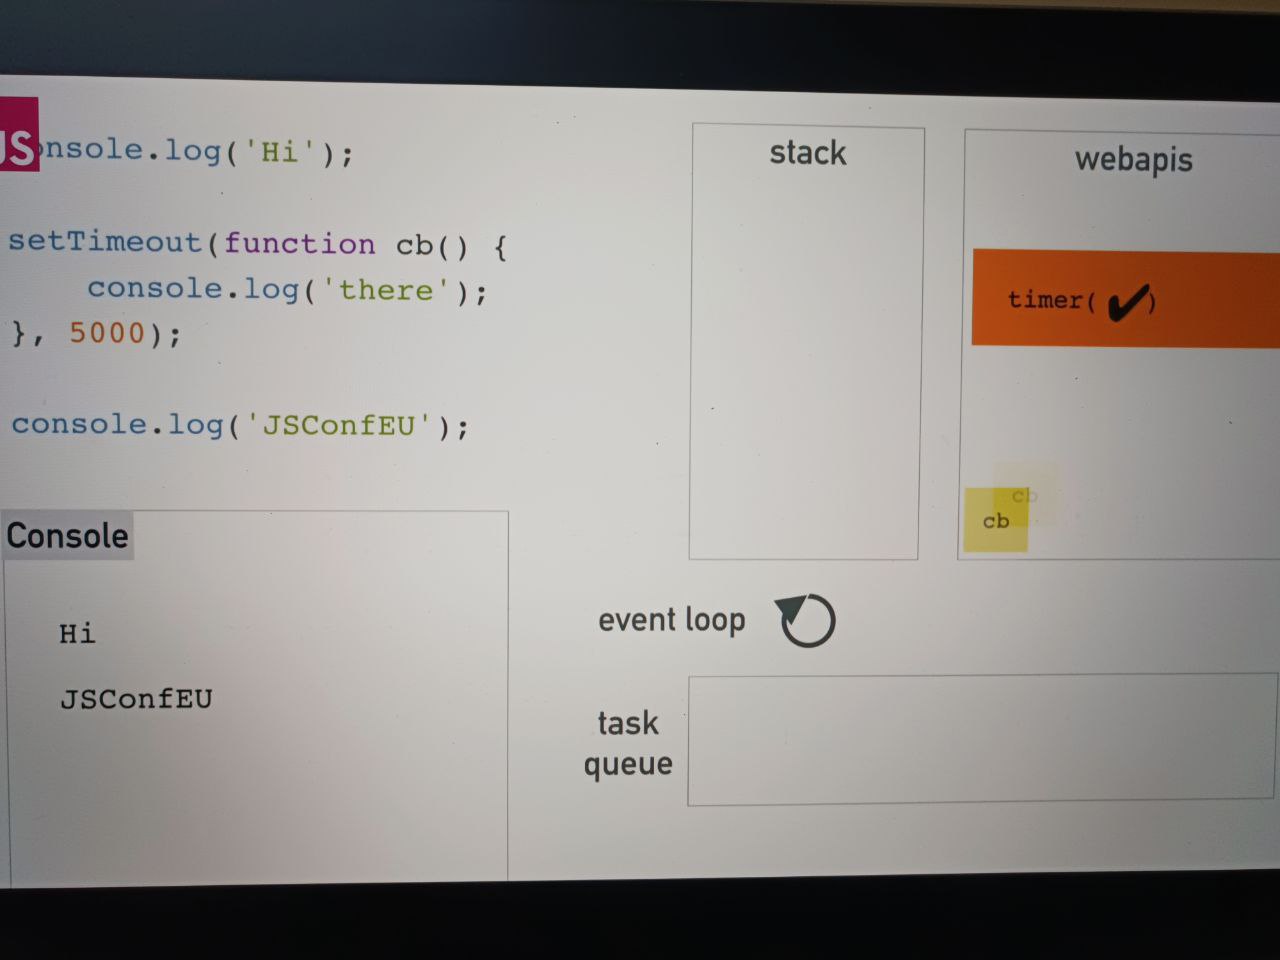 JS
onsole.log('Hi');
setTimeout(function cb() {
console.log('there');
}, 5000);
console.log('JSConfEU');
Console
Hi
JSConfEU
stack
webapis
timer( ✔)
cb
cb
event loop
task
queue